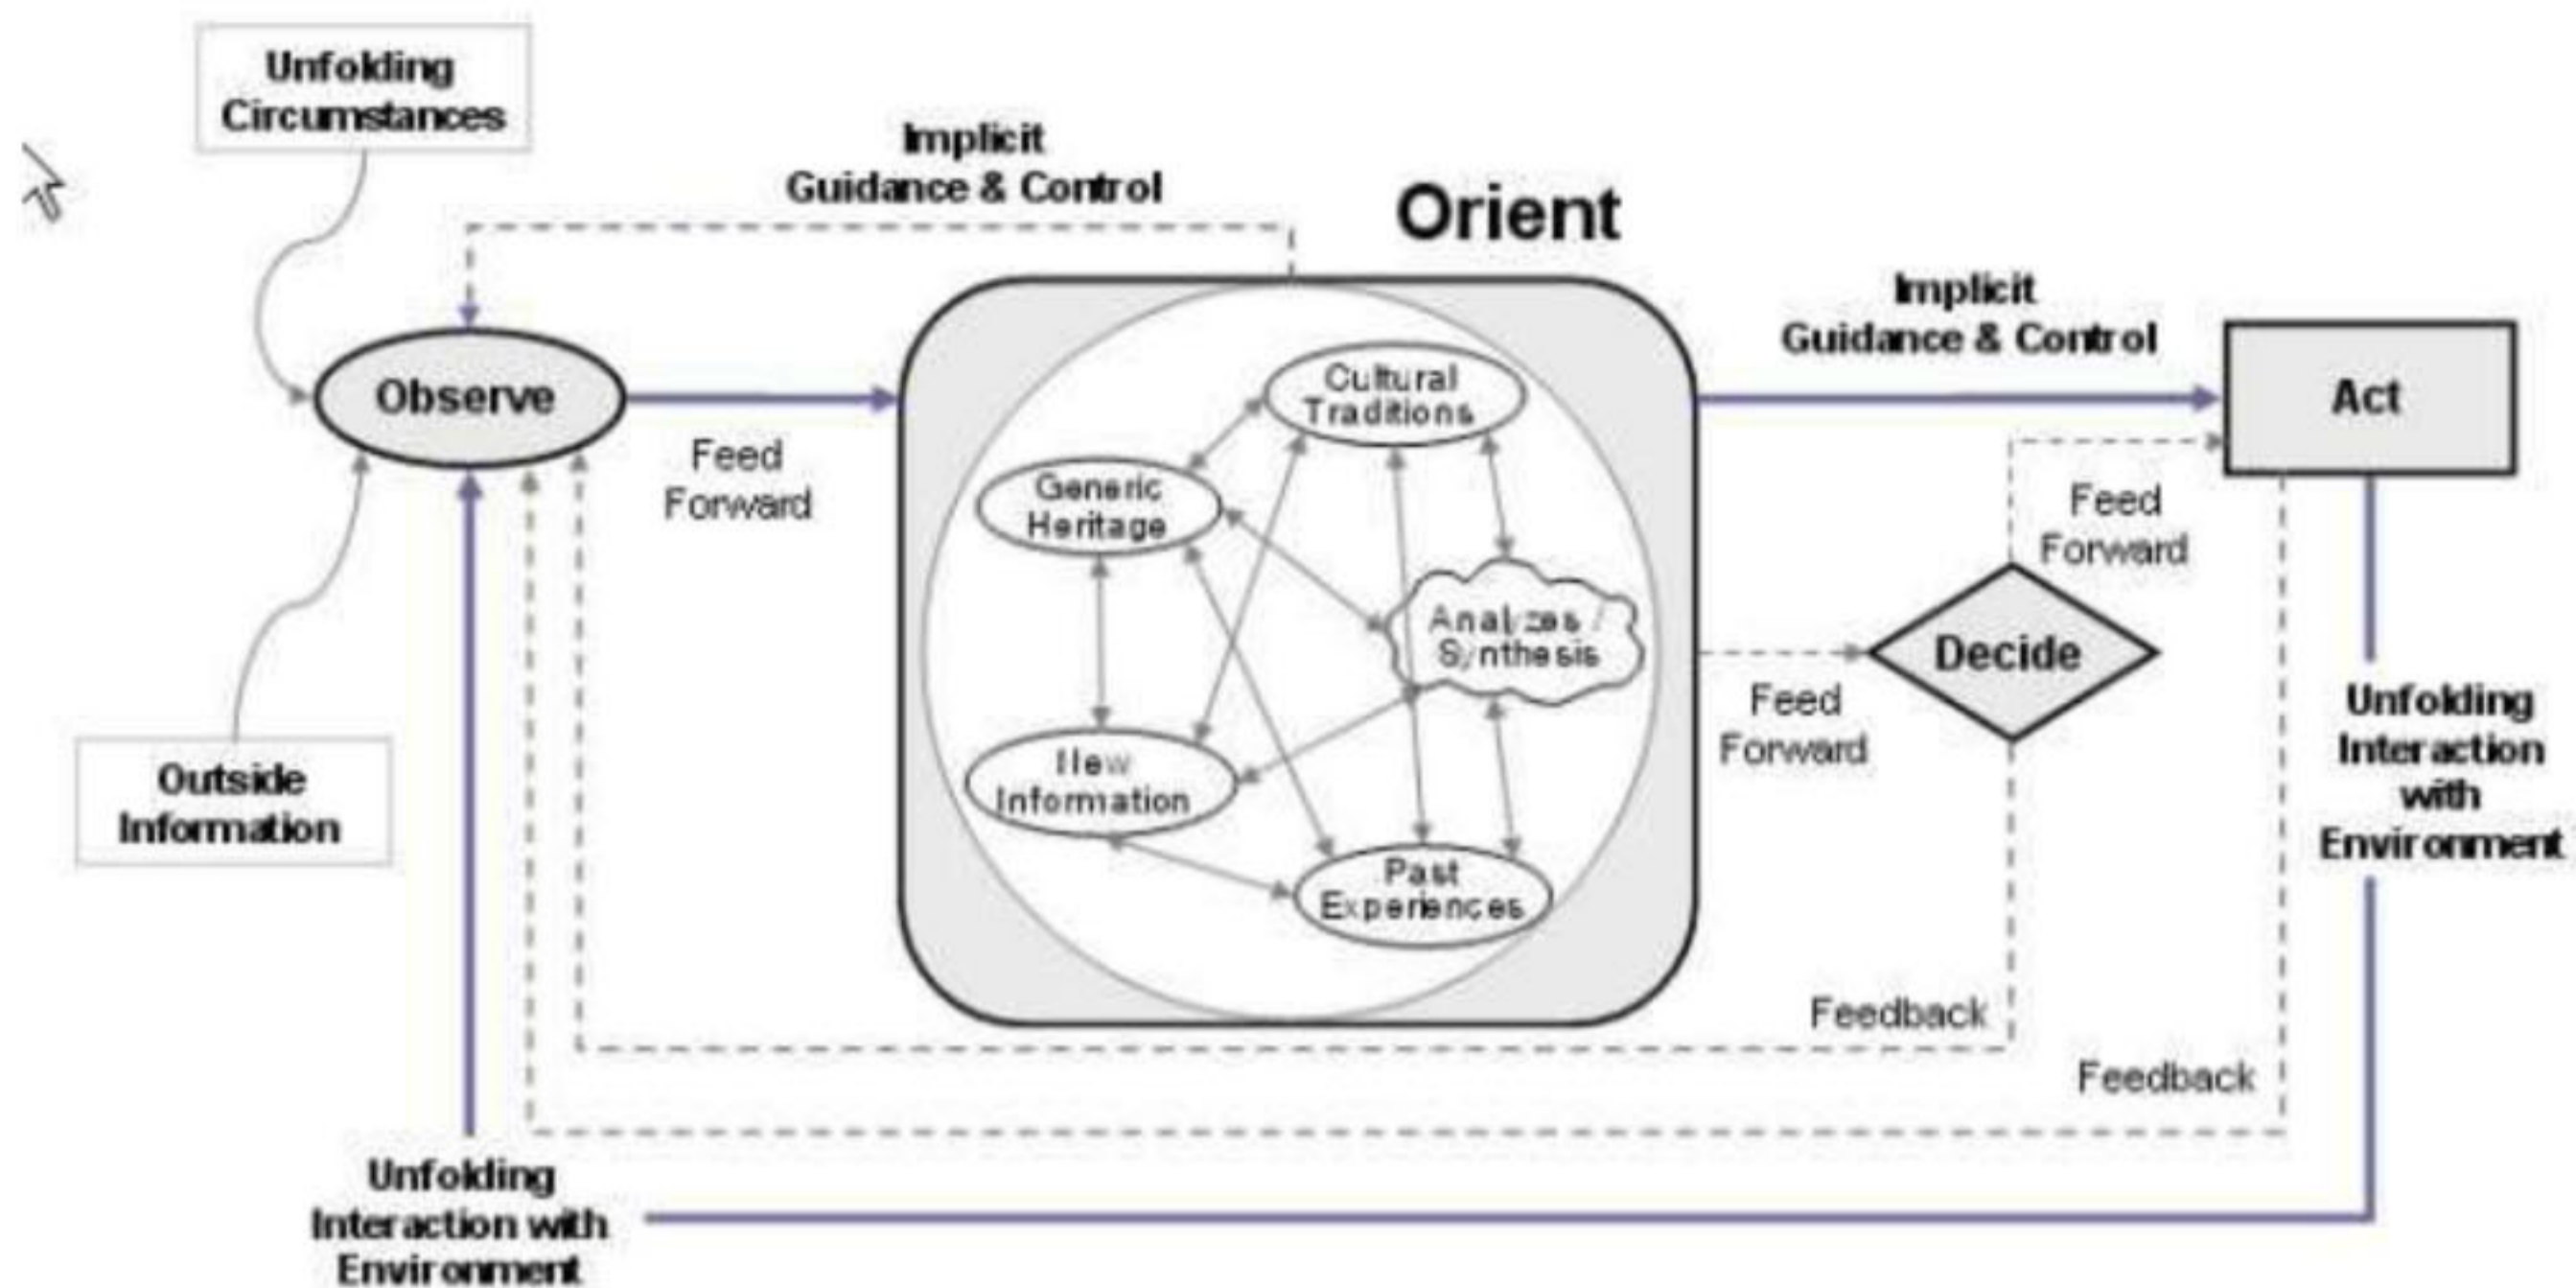 Unfolding
Circumstances
Implicit
Guidance & Control
Orient
Implicit
Guidance & Control
Observe
Act
Feed
Forward
Cultural
Traditions
Generic
Heritage
Feed
Forward
Analyzes /
Synthesis
Decide
Feed
Forward
New
Information
Outside
Information
Unfolding
Interaction
with
Environment
Past
Experiences
Feedback
Feedback
Unfolding
Interaction with
Environment